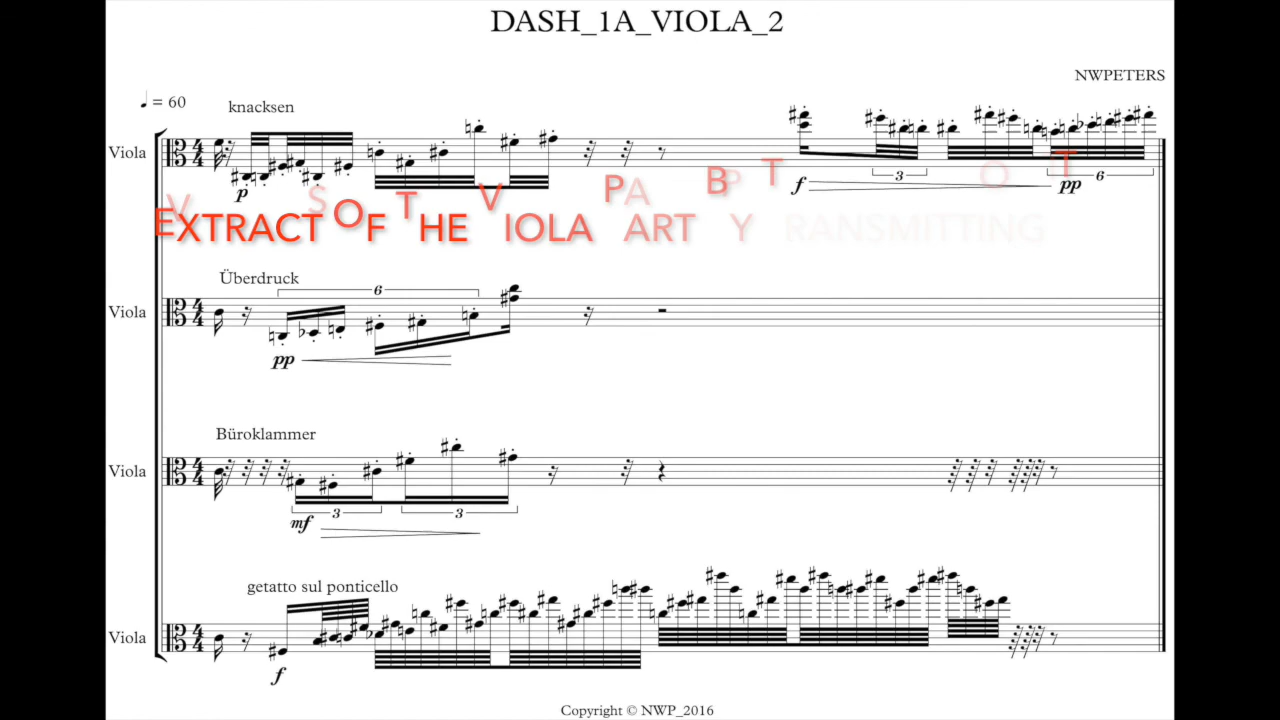 DASH_1A_VIOLA_2
NWPETERS
♩ = 60
knacksen
Viola
p
f
3
pp
6
EXTRACT OF THE VIOLA PART BY TRANSMITTING
Überdruck
6
Viola
pp
Büroklammer
Viola
3
3
mf
getatto sul ponticello
Viola
f
Copyright © NWP_2016